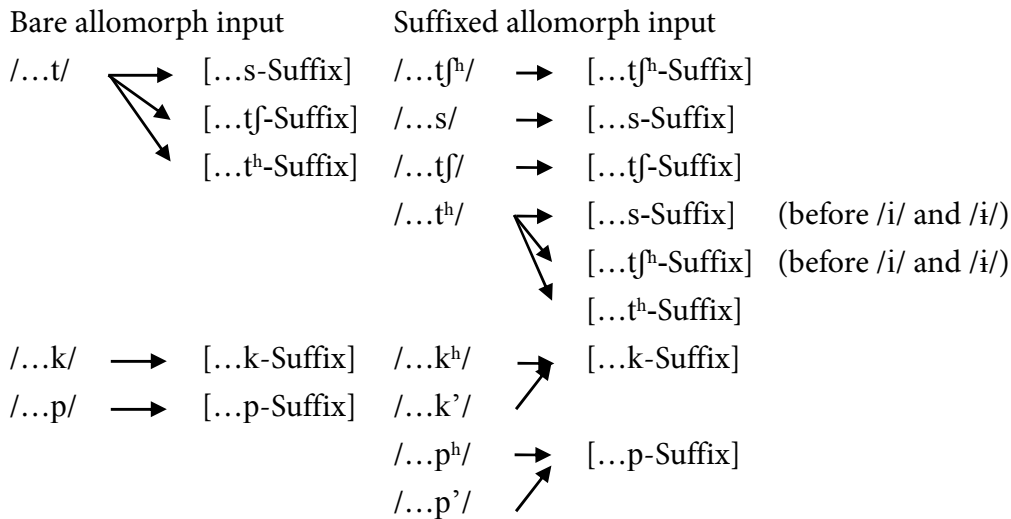 Bare allomorph input Suffixed allomorph input
/…t/ […s-Suffix] /…tʃʰ/ […tʃʰ-Suffix]
[…tʃ-Suffix] /…s/ […s-Suffix]
[…tʰ-Suffix] /…tʃ/ […tʃ-Suffix]
/…tʰ/ […s-Suffix] (before /i/ and /ɨ/)
[…tʃʰ-Suffix] (before /i/ and /ɨ/)
[…tʰ-Suffix]
/…k/ […k-Suffix] /…kʰ/ […k-Suffix]
/…p/ […p-Suffix] /…k’/
/…pʰ/ […p-Suffix]
/…p’/